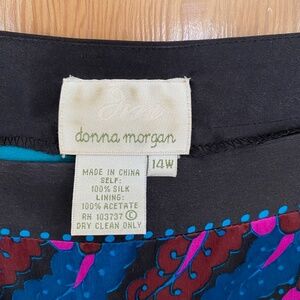 donna morgan
14W
MADE IN CHINA
SELF:
100% SILK
LINING:
100% ACETATE
RN 103737 Ⓒ
DRY CLEAN ONLY